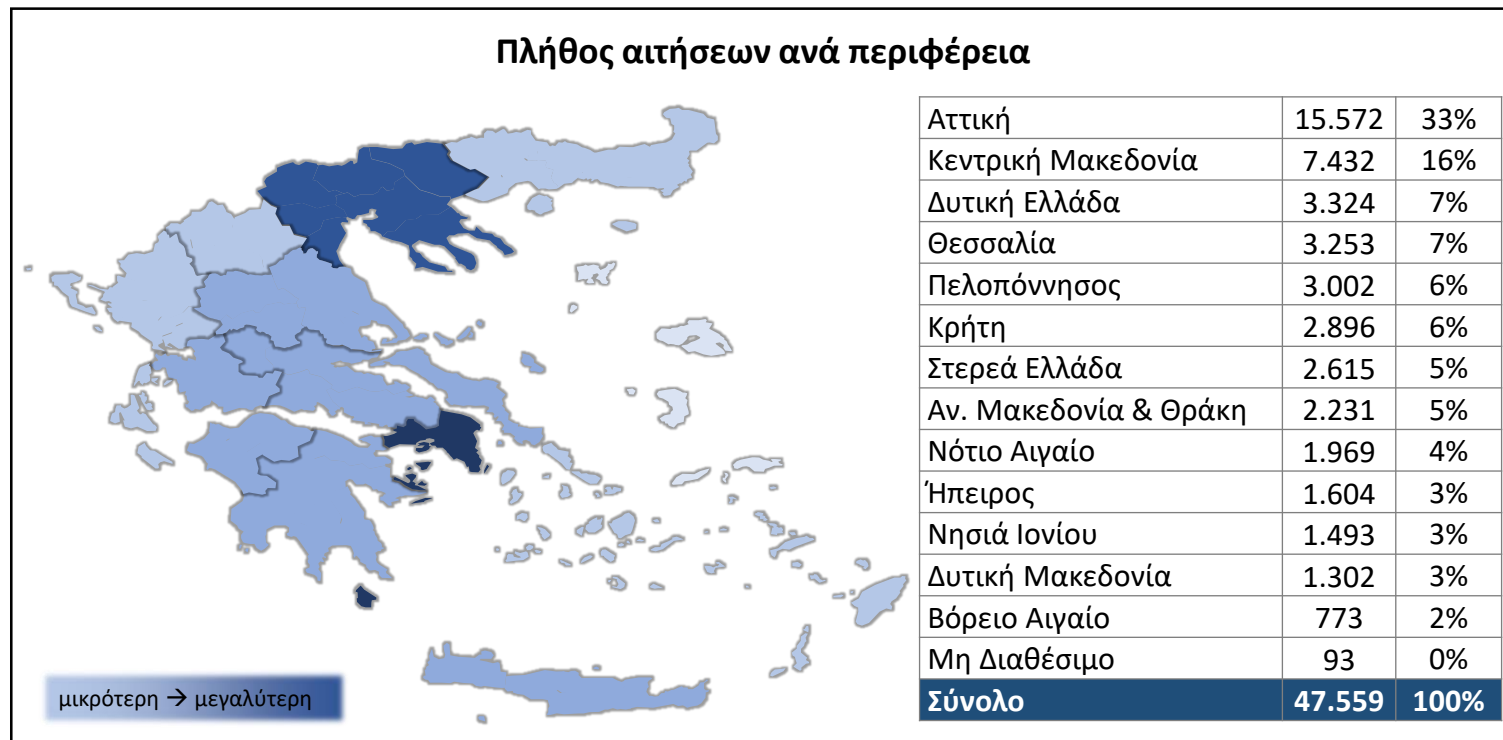 Πλήθος αιτήσεων ανά περιφέρεια
Αττική 15.572 33%
Κεντρική Μακεδονία 7.432 16%
Δυτική Ελλάδα 3.324 7%
Θεσσαλία 3.253 7%
Πελοπόννησος 3.002 6%
Κρήτη 2.896 6%
Στερεά Ελλάδα 2.615 5%
Αν. Μακεδονία & Θράκη 2.231 5%
Νότιο Αιγαίο 1.969 4%
Ήπειρος 1.604 3%
Νησιά Ιονίου 1.493 3%
Δυτική Μακεδονία 1.302 3%
Βόρειο Αιγαίο 773 2%
Μη Διαθέσιμο 93 0%
Σύνολο 47.559 100%
μικρότερη → μεγαλύτερη